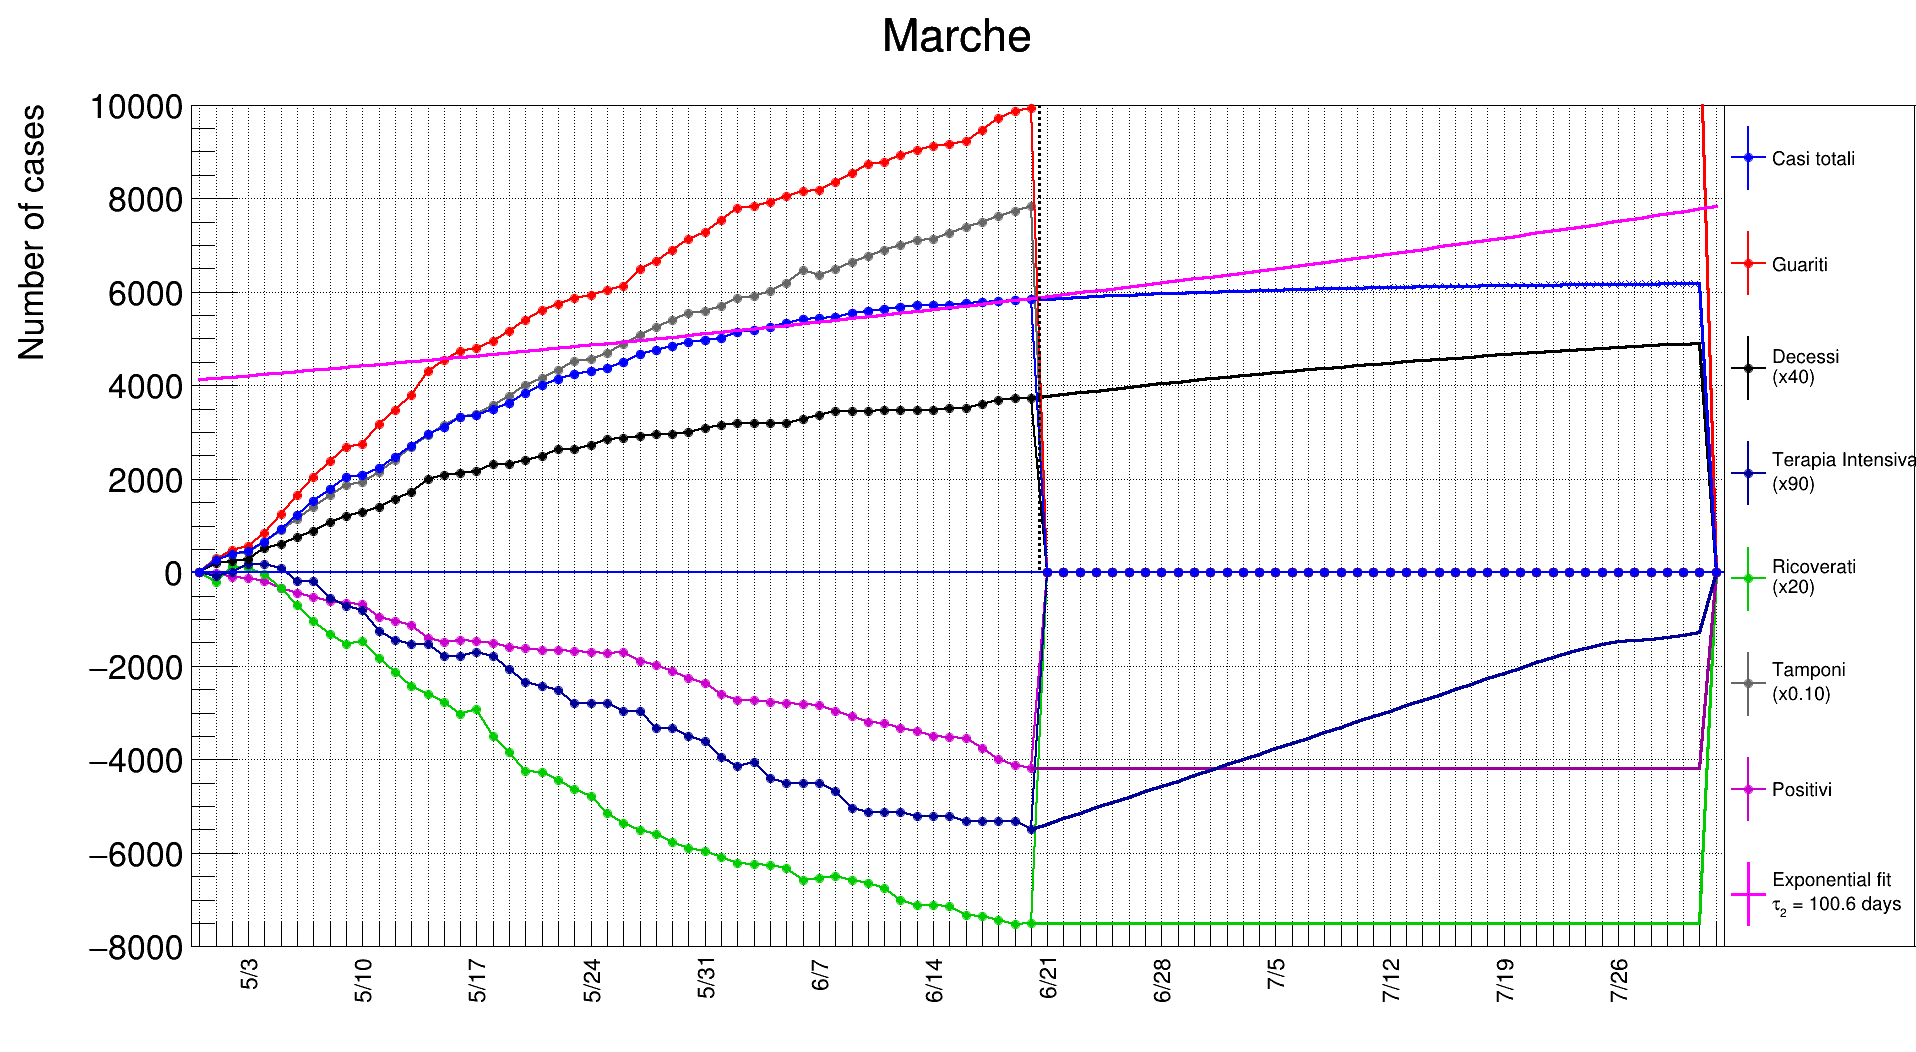 Marche
Number of cases
10000
8000
6000
4000
2000
0
−2000
−4000
−6000
−8000
5/3
5/10
5/17
5/24
5/31
6/7
6/14
6/21
6/28
7/5
7/12
7/19
7/26
Casi totali
Guariti
Decessi
(x40)
Terapia Intensiva
(x90)
Ricoverati
(x20)
Tamponi
(x0.10)
Positivi
Exponential fit
τ₂ = 100.6 days